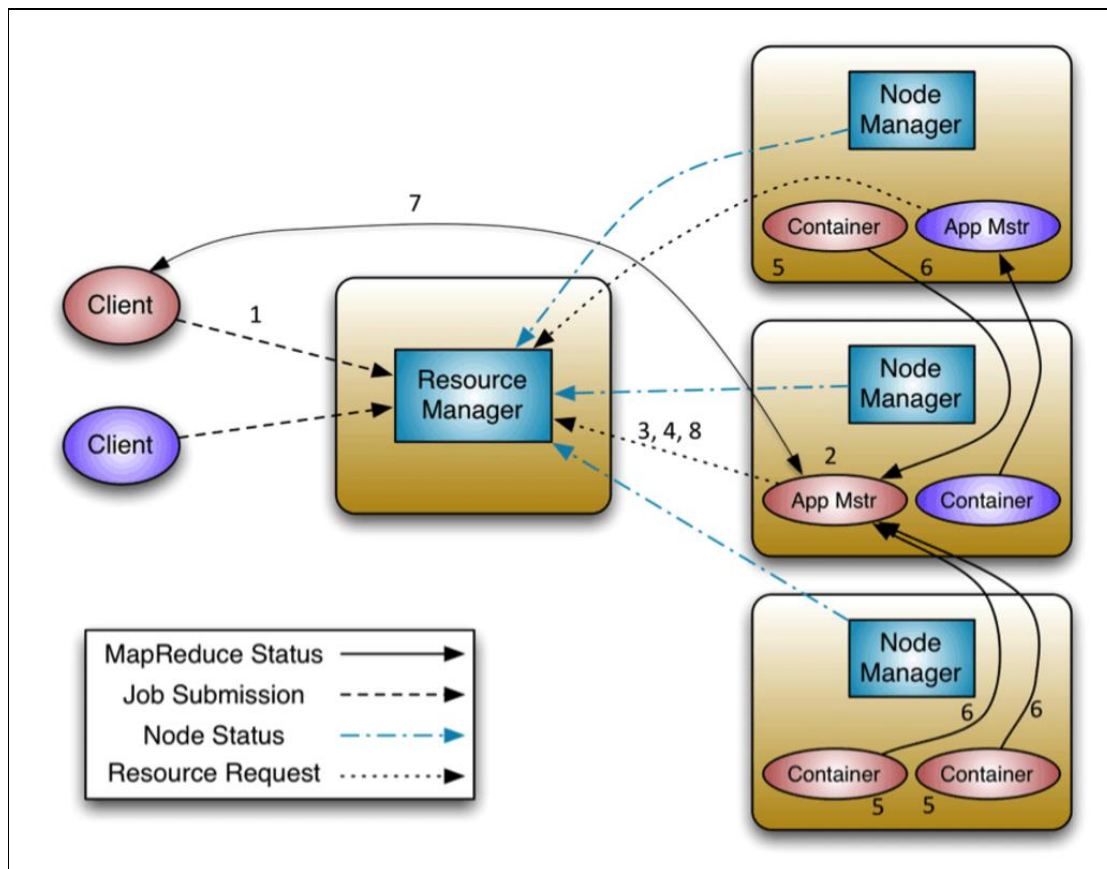 Node
Manager
Container
App Mstr
5
6
7
Client
1
Resource
Manager
Client
Node
Manager
3, 4, 8
2
App Mstr
Container
Node
Manager
6
6
Container
Container
5
5
MapReduce Status
Job Submission
Node Status
Resource Request